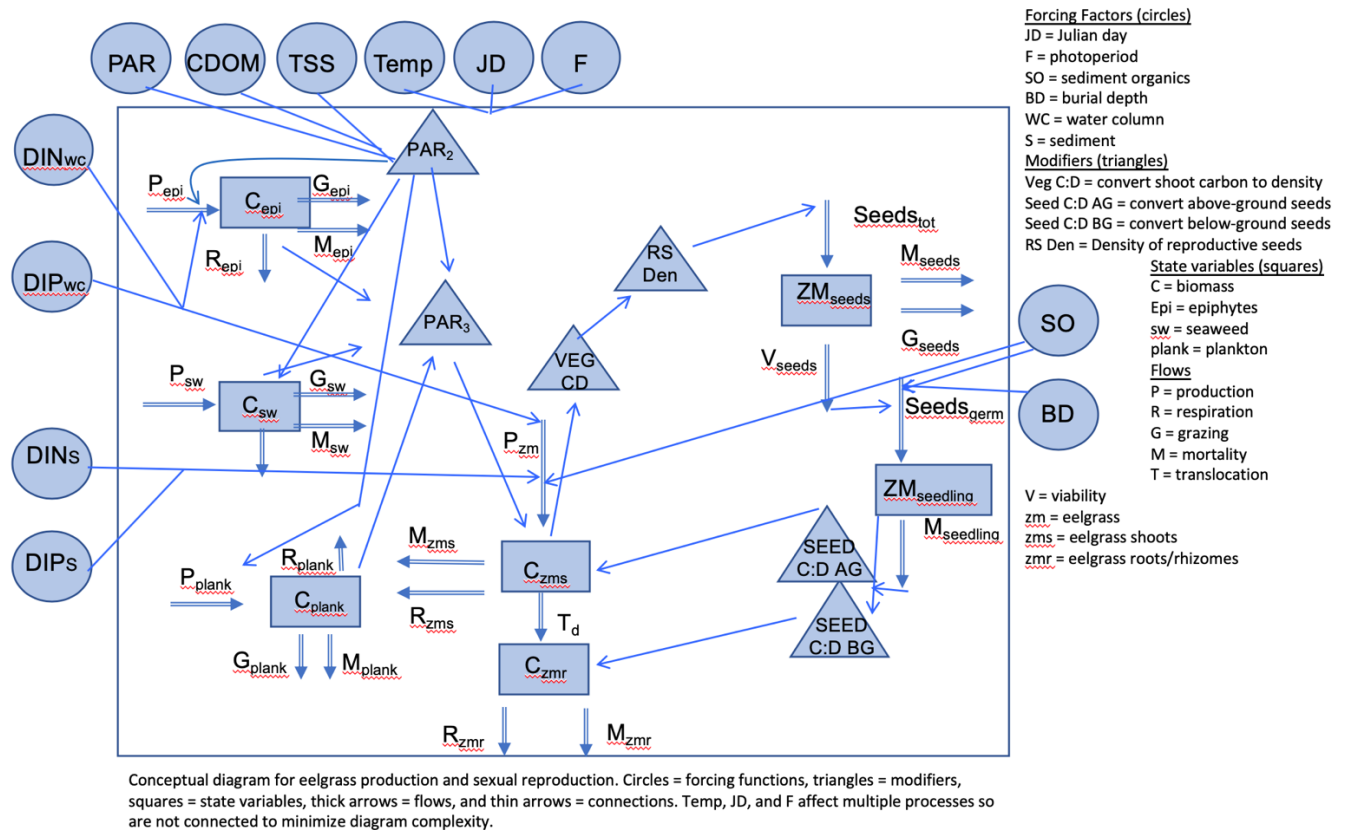 PAR
CDOM
TSS
Temp
JD
F
DINwc
DIPwc
DINs
DIPs
PAR2
Pepi
Cepi
Gepi
Mepi
Repi
PAR3
RS
Den
VEG
CD
Seedstot
Mseeds
ZMseeds
Gseeds
Vseeds
Seedsgerm
SO
BD
Psw
Csw
Gsw
Msw
Pzm
ZMseedling
Mseedling
Mzms
Rzms
Czms
Td
Czmr
Rzmr
Mzmr
SEED
C:D AG
SEED
C:D BG
Rplank
Pplank
Cplank
Gplank
Mplank
Forcing Factors (circles)
JD = Julian day
F = photoperiod
SO = sediment organics
BD = burial depth
WC = water column
S = sediment
Modifiers (triangles)
Veg C:D = convert shoot carbon to density
Seed C:D AG = convert above-ground seeds
Seed C:D BG = convert below-ground seeds
RS Den = Density of reproductive seeds
State variables (squares)
C = biomass
Epi = epiphytes
sw = seaweed
plank = plankton
Flows
P = production
R = respiration
G = grazing
M = mortality
T = translocation
V = viability
zm = eelgrass
zms = eelgrass shoots
zmr = eelgrass roots/rhizomes
Conceptual diagram for eelgrass production and sexual reproduction. Circles = forcing functions, triangles = modifiers,
squares = state variables, thick arrows = flows, and thin arrows = connections. Temp, JD, and F affect multiple processes so
are not connected to minimize diagram complexity.